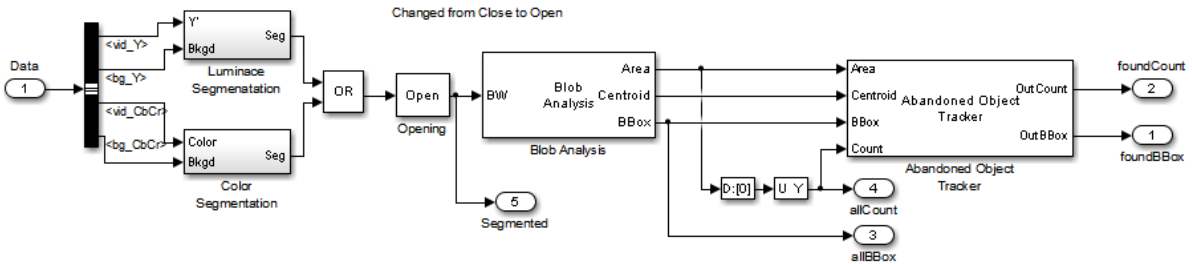 Changed from Close to Open
Data
1
<vid_Y>
<bg_Y>
<vid_CbCr>
<bg_CbCr>
Y'
Bkgd
Seg
Luminace
Segmenatation
Color
Bkgd
Seg
Color
Segmentation
OR
Open
Opening
BW
Blob
Analysis
Area
Centroid
BBox
Blob Analysis
Segmented
5
D:[0]
U Y
Area
Centroid
BBox
Count
Abandoned Object
Tracker
OutCount
OutBBox
Abandoned Object
Tracker
foundCount
2
1
foundBBox
4
allCount
3
allBBox